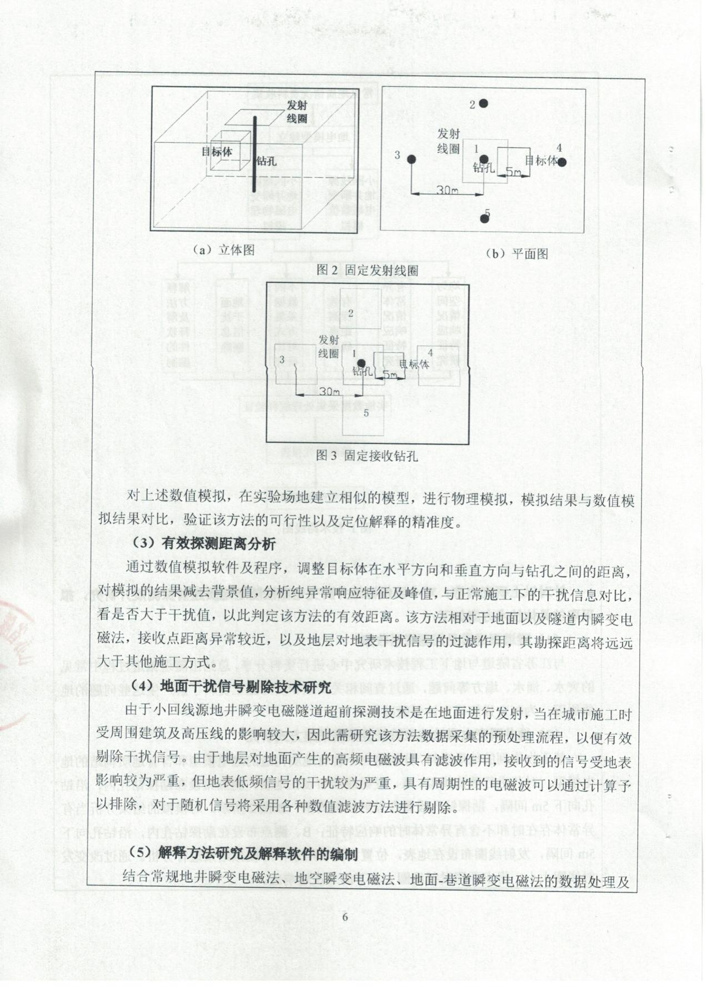 发射
线圈
目标体
钻孔
2
发射
线圈
3
1
4
钻孔
目标体
5m
30m
5
(a) 立体图
(b) 平面图
图 2 固定发射线圈
2
发射
线圈
3
1
4
钻孔
目标体
5m
30m
5
图 3 固定接收钻孔
对上述数值模拟，在实验场地建立相似的模型，进行物理模拟，模拟结果与数值模
拟结果对比，验证该方法的可行性以及定位解释的精准度。
（3）有效探测距离分析
通过数值模拟软件及程序，调整目标体在水平方向和垂直方向与钻孔之间的距离，
对模拟的结果减去背景值，分析纯异常响应特征及峰值，与正常施工下的干扰信息对比，
看是否大于干扰值，以此判定该方法的有效距离。该方法相对于地面以及隧道内瞬变电
磁法，接收点距离异常较近，以及地层对地表干扰信号的过滤作用，其勘探距离将远远
大于其他施工方式。
（4）地面干扰信号剔除技术研究
由于小回线源地井瞬变电磁隧道超前探测技术是在地面进行发射，当在城市施工时
受周围建筑及高压线的影响较大，因此需研究该方法数据采集的预处理流程，以便有效
剔除干扰信号。由于地层对地面产生的高频电磁波具有滤波作用，接收到的信号受地表
影响较为严重，但地表低频信号的干扰较为严重，具有周期性的电磁波可以通过计算予
以排除，对于随机信号将采用各种数值滤波方法进行剔除。
（5）解释方法研究及解释软件的编制
结合常规地井瞬变电磁法、地空瞬变电磁法、地面-巷道瞬变电磁法的数据处理及
6